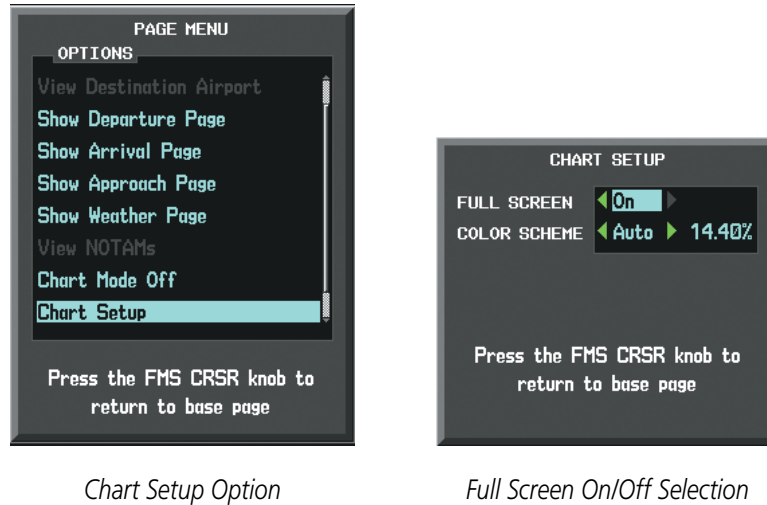 PAGE MENU
OPTIONS
View Destination Airport
Show Departure Page
Show Arrival Page
Show Approach Page
Show Weather Page
View NOTAMs
Chart Mode Off
Chart Setup
Press the FMS CRSR knob to
return to base page
Chart Setup Option
CHART SETUP
FULL SCREEN On
COLOR SCHEME Auto 14.40%
Press the FMS CRSR knob to
return to base page
Full Screen On/Off Selection